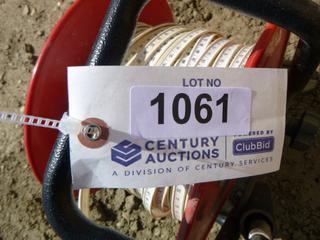 LOT NO
1061
CENTURY
AUCTIONS
POWERED BY
ClubBid
A DIVISION OF CENTURY SERVICES